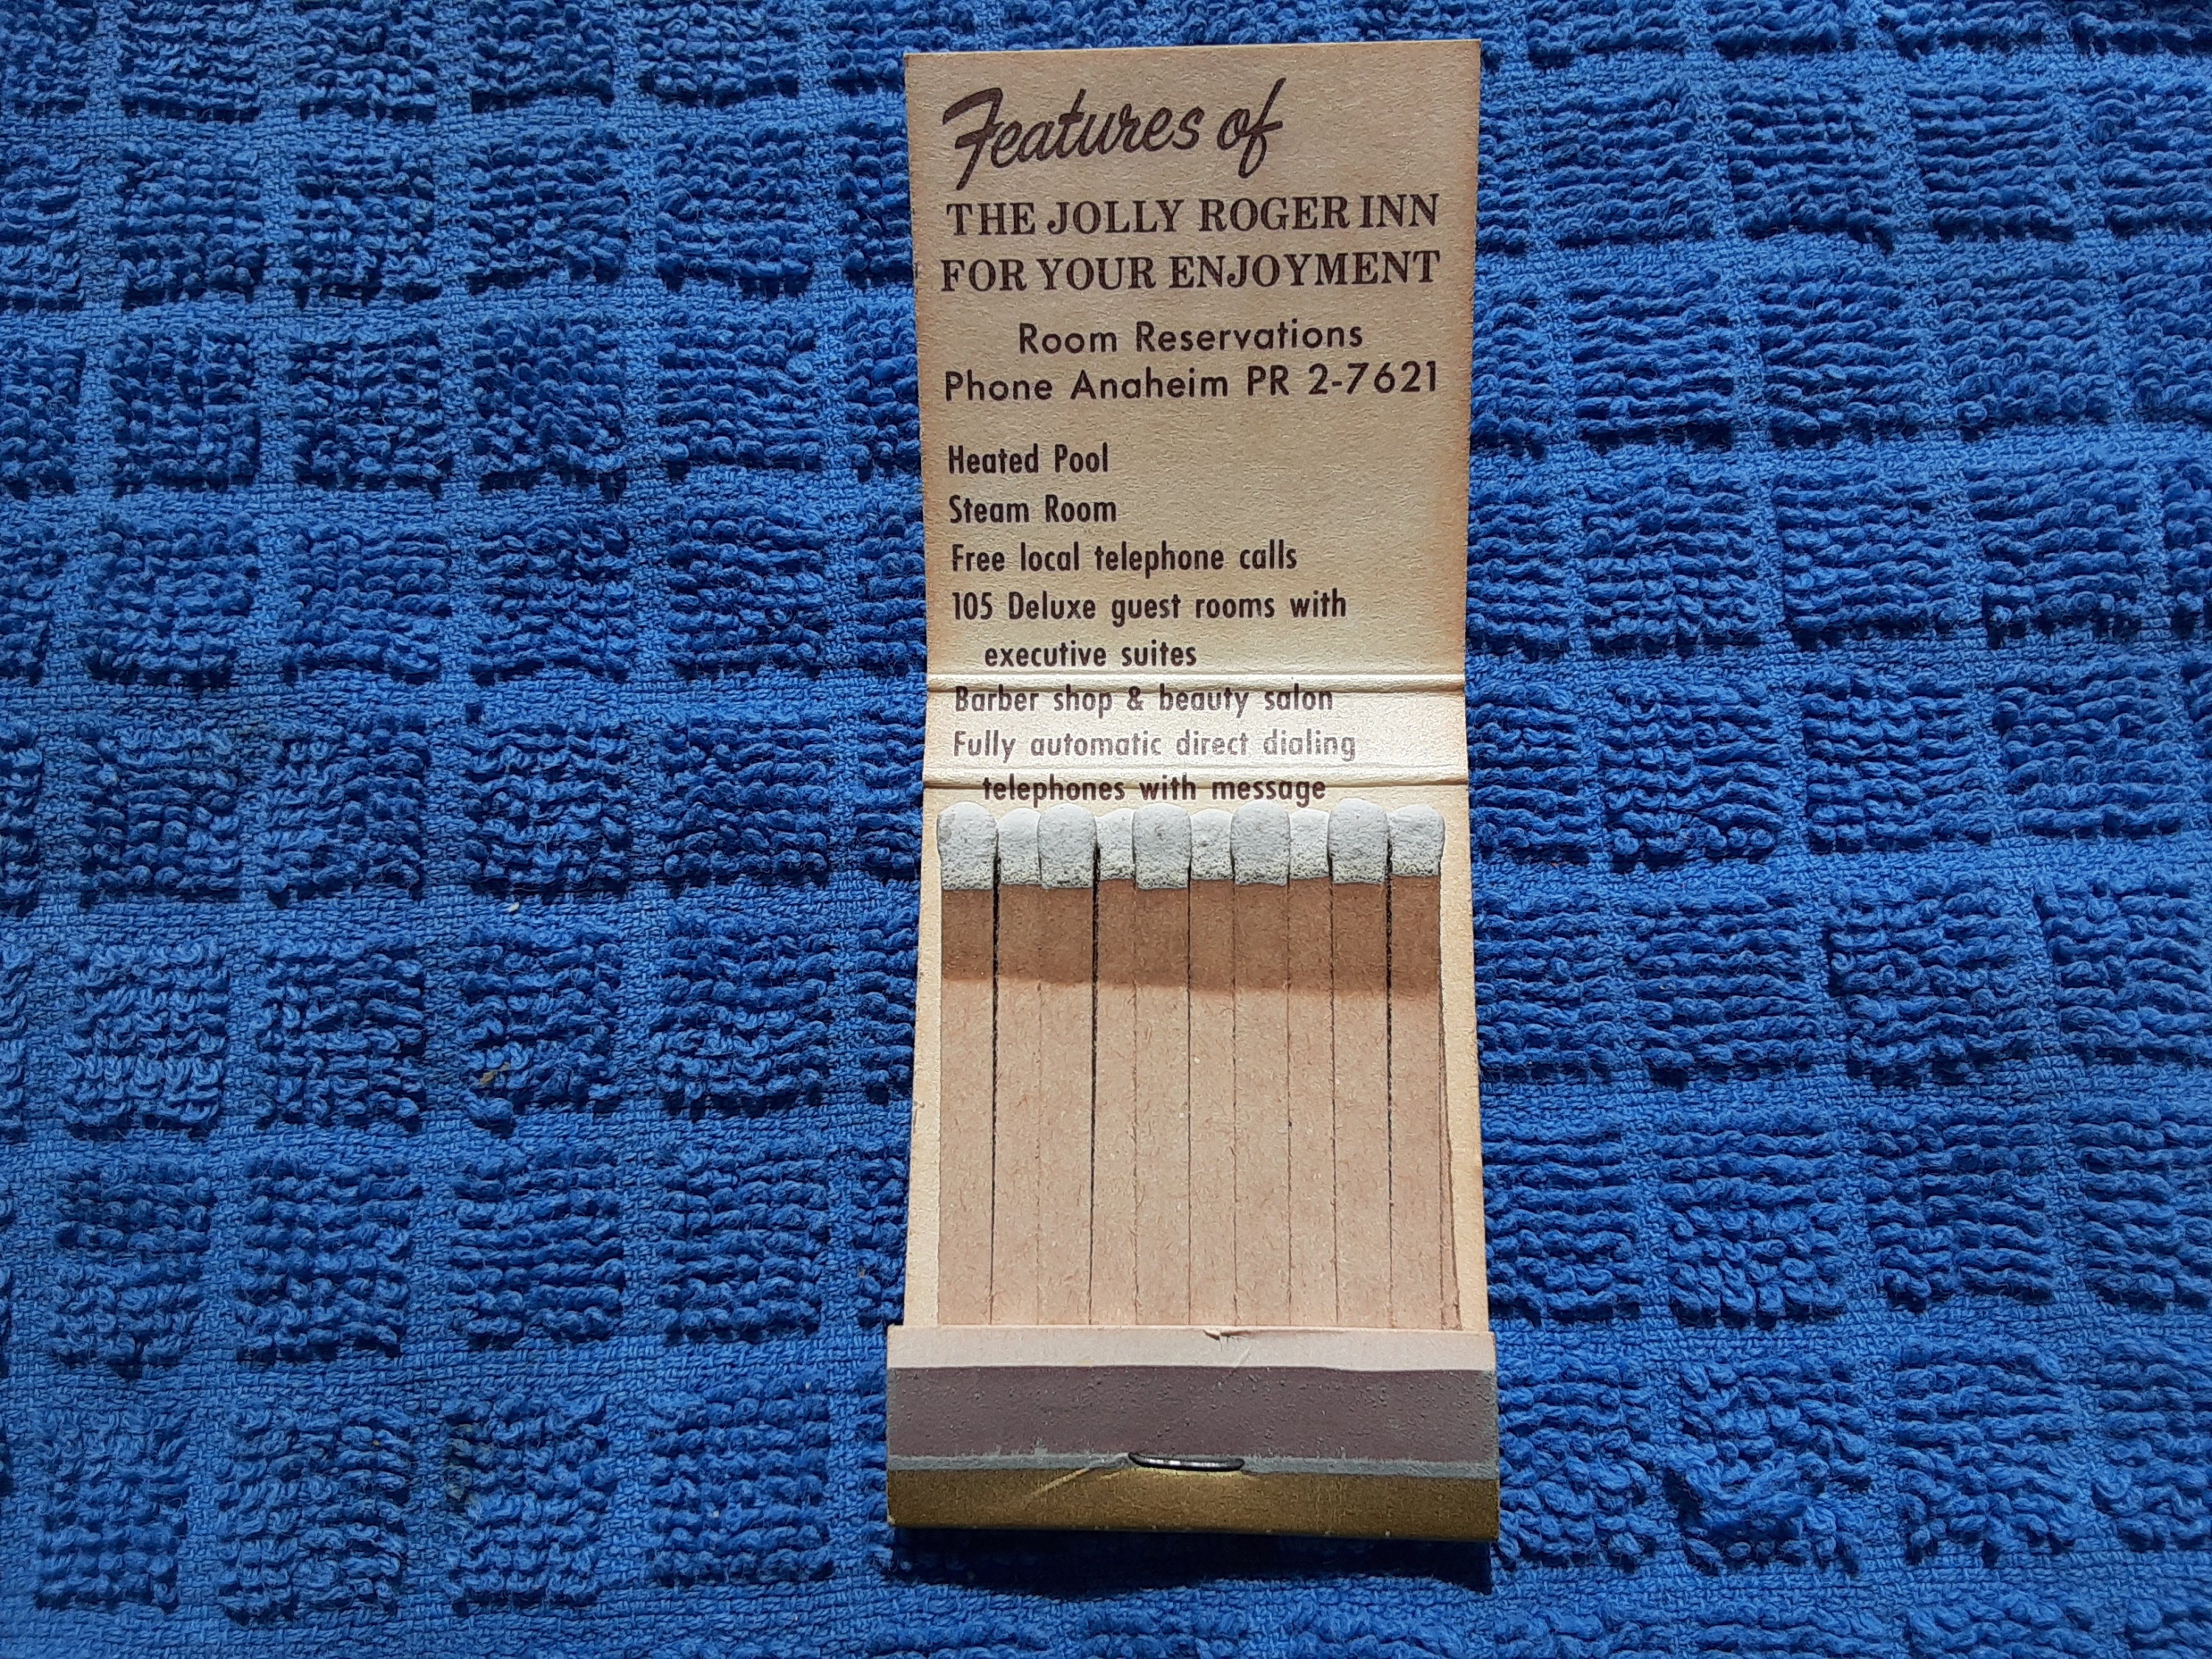 Features of
THE JOLLY ROGER INN
FOR YOUR ENJOYMENT
Room Reservations
Phone Anaheim PR 2-7621
Heated Pool
Steam Room
Free local telephone calls
105 Deluxe guest rooms with
executive suites
Barber shop & beauty salon
Fully automatic direct dialing
telephones with message